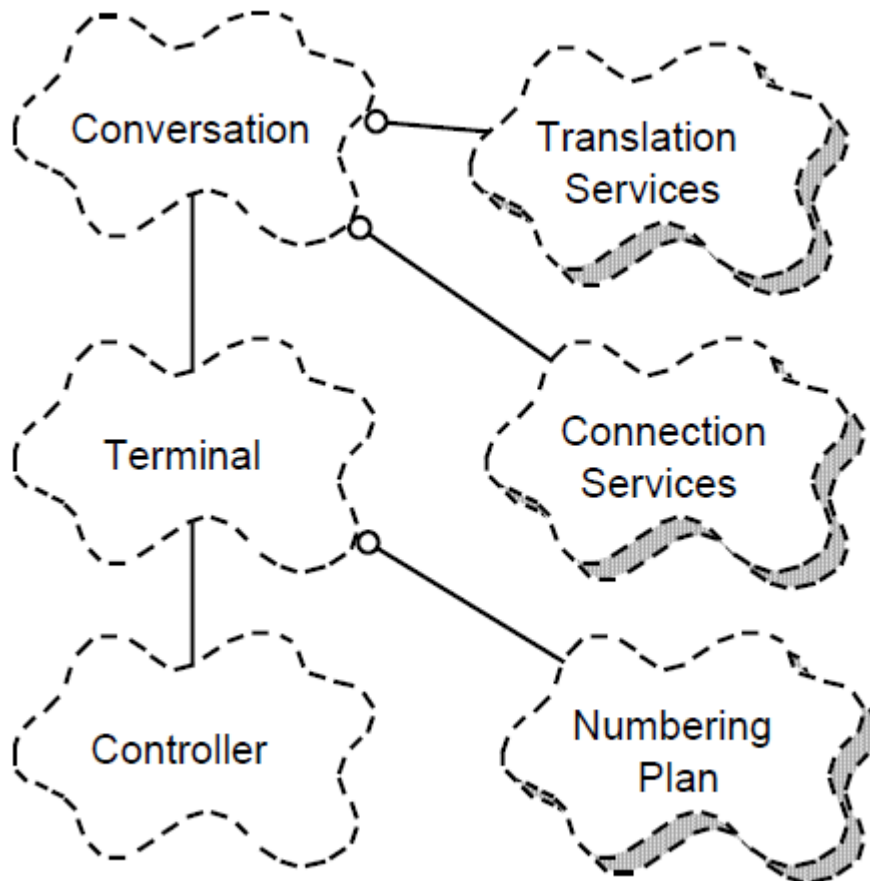 Conversation
Translation
Services
Terminal
Connection
Services
Controller
Numbering
Plan